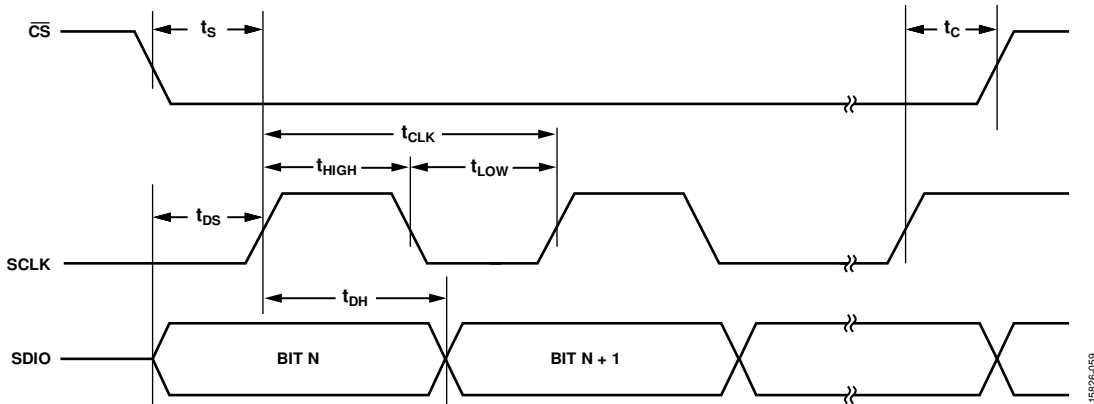 CS
tS
tC
tCLK
tHIGH
tLOW
tDS
SCLK
tDH
SDIO
BIT N
BIT N + 1
15826-059